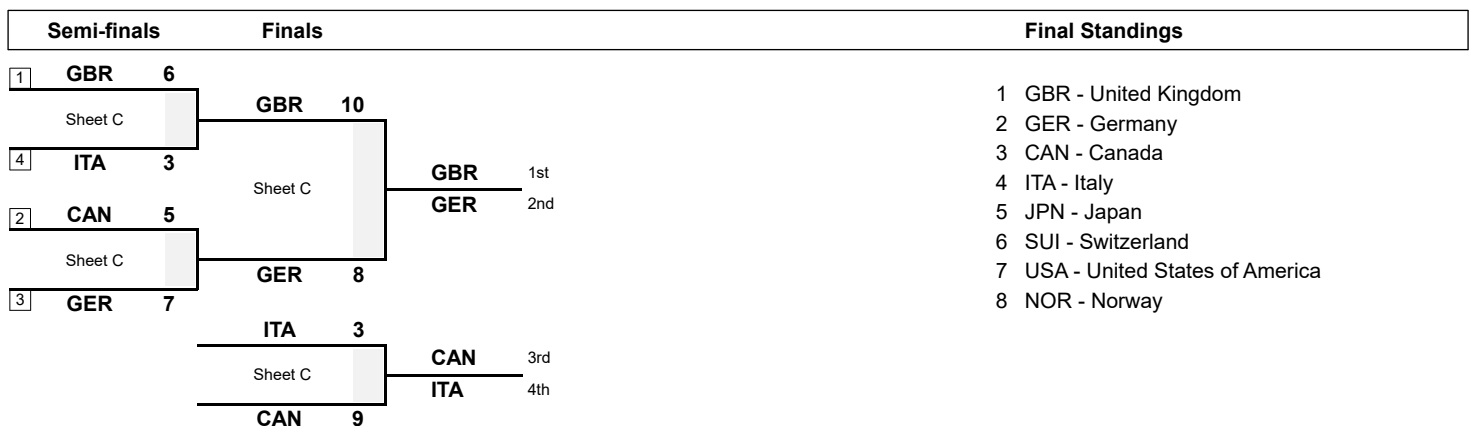 Semi-finals Finals Final Standings
1 GBR 6
Sheet C
4 ITA 3
2 CAN 5
Sheet C
3 GER 7
GBR 10
Sheet C
GER 8
GBR 1st
GER 2nd
ITA 3
Sheet C
CAN 9
CAN 3rd
ITA 4th
1 GBR - United Kingdom
2 GER - Germany
3 CAN - Canada
4 ITA - Italy
5 JPN - Japan
6 SUI - Switzerland
7 USA - United States of America
8 NOR - Norway